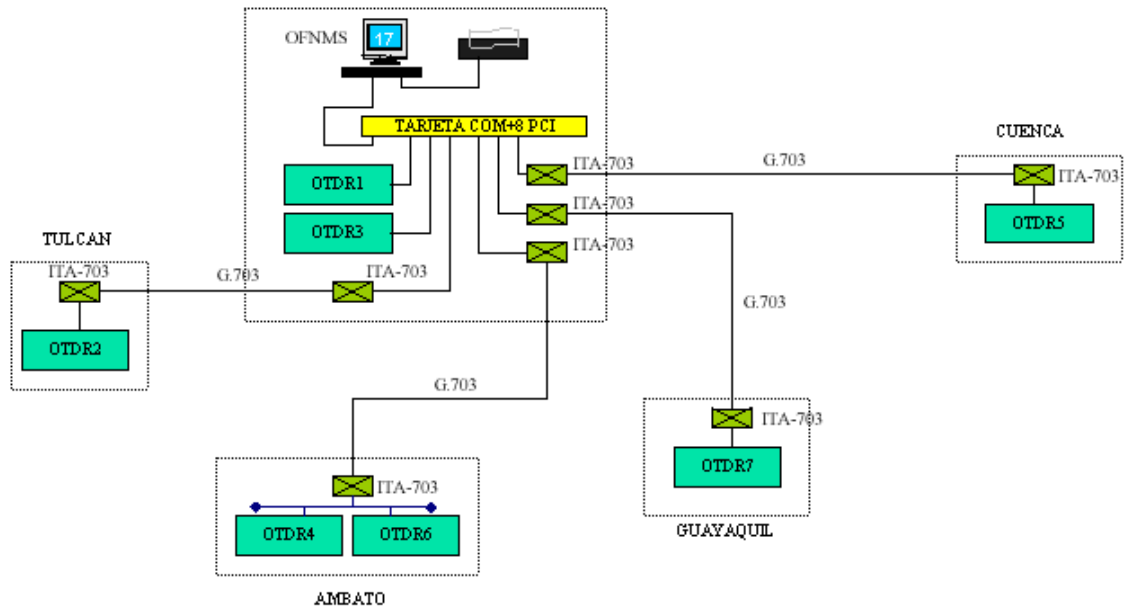 OFNMS
17
TARJETA COM+8 PCI
CUENCA
ITA-703
G.703
ITA-703
OTDR1
ITA-703
OTDR5
OTDR3
ITA-703
TULCAN
ITA-703
G.703
ITA-703
G.703
OTDR2
G.703
ITA-703
OTDR7
ITA-703
GUAYAQUIL
OTDR4
OTDR6
AMBATO